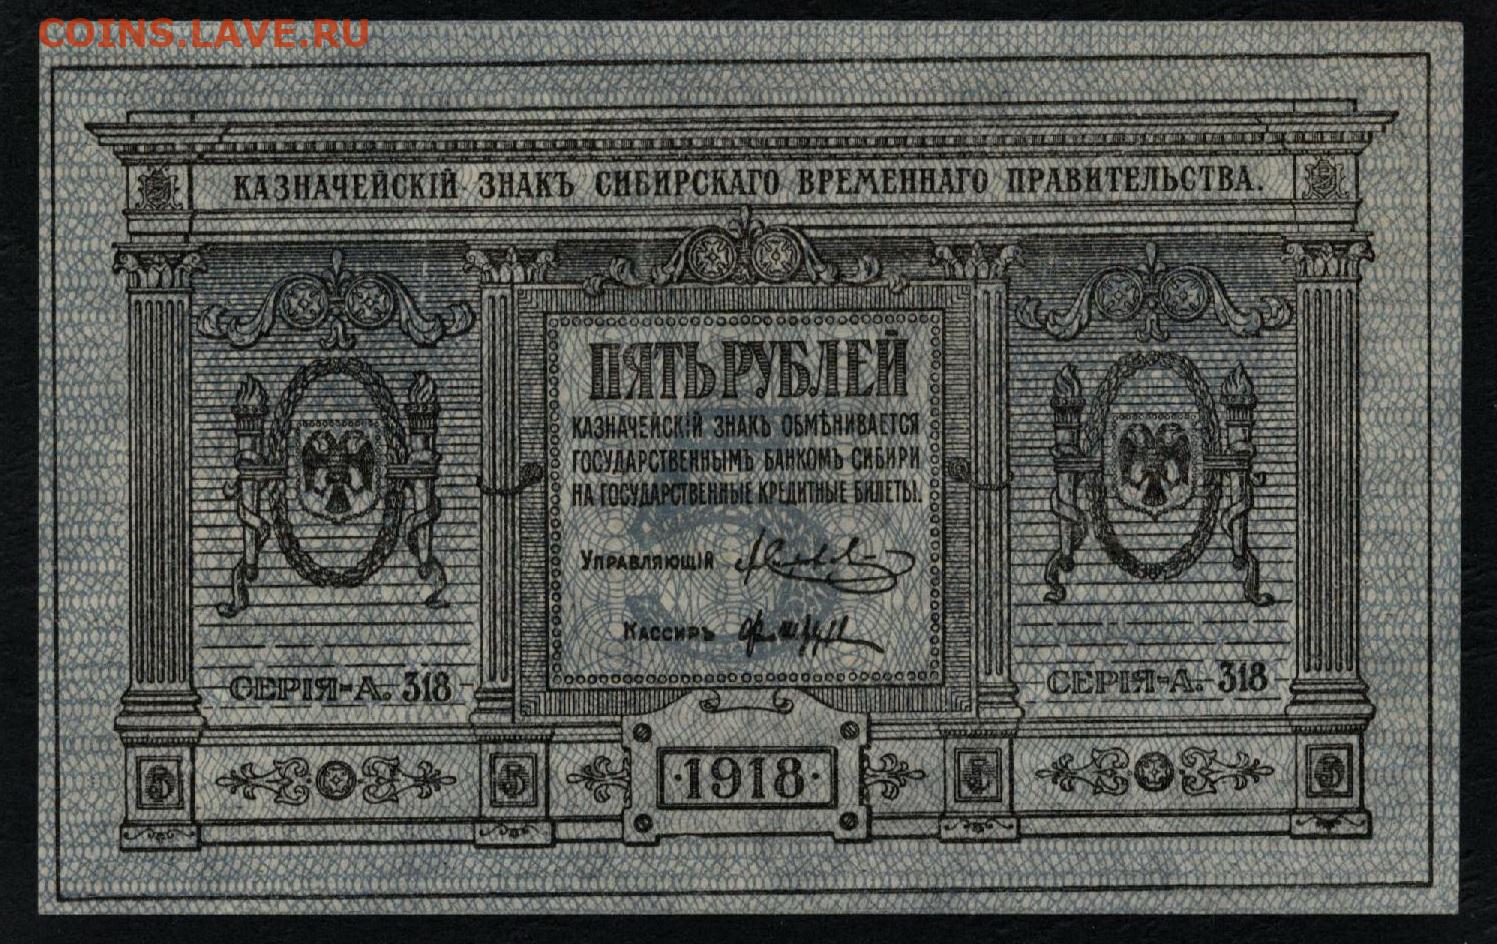 COINS.LAVE.RU
КАЗНАЧЕЙСКІЙ ЗНАКЪ СИБИРСКАГО ВРЕМЕННАГО ПРАВИТЕЛЬСТВА.
ПЯТЬ РУБЛЕЙ
КАЗНАЧЕЙСКІЙ ЗНАКЪ ОБМѢНИВАЕТСЯ
ГОСУДАРСТВЕННЫМЪ БАНКОМЪ СИБИРИ
НА ГОСУДАРСТВЕННЫЕ КРЕДИТНЫЕ БИЛЕТЫ.
5
УПРАВЛЯЮЩІЙ
КАССИРЪ
СЕРІЯ-А. 318
СЕРІЯ-А. 318
5 5 ·1918· 5 5